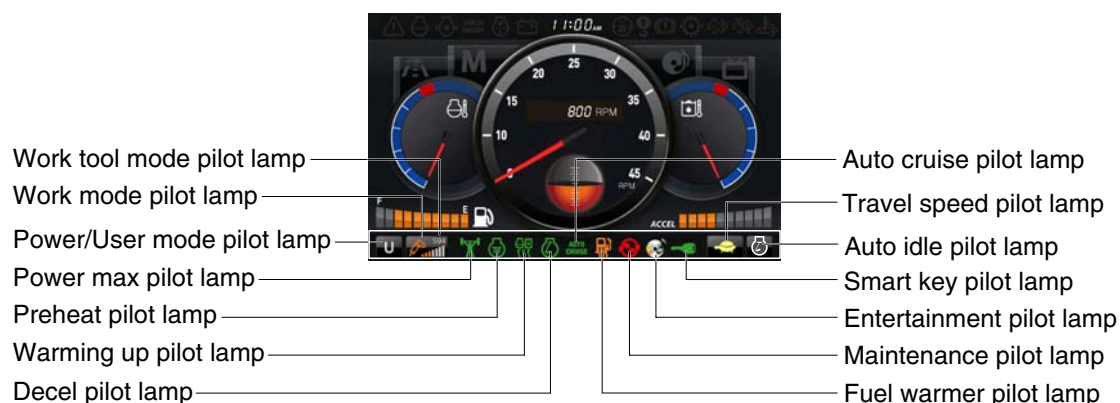 11:00 AM
M
20
25
30
15
35
800 RPM
10
40
45
RPM
F
E
ACCEL
U
AUTO
CRUISE
Work tool mode pilot lamp
Work mode pilot lamp
Power/User mode pilot lamp
Power max pilot lamp
Preheat pilot lamp
Warming up pilot lamp
Decel pilot lamp
Auto cruise pilot lamp
Travel speed pilot lamp
Auto idle pilot lamp
Smart key pilot lamp
Entertainment pilot lamp
Maintenance pilot lamp
Fuel warmer pilot lamp